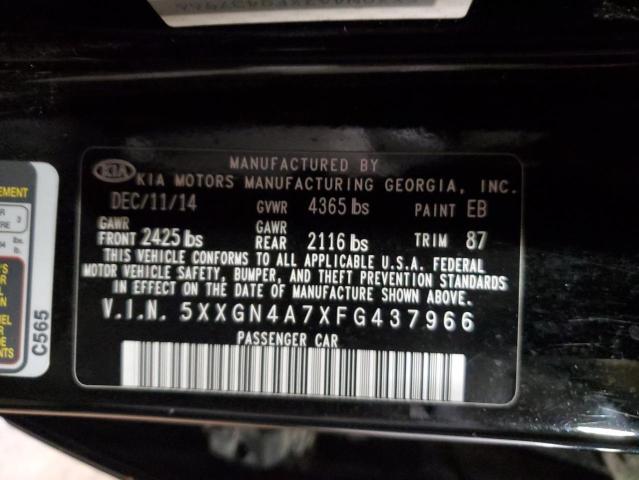 MANUFACTURED BY
KIA KIA MOTORS MANUFACTURING GEORGIA, INC.
DEC/11/14 GVWR 4365 lbs PAINT EB
GAWR FRONT 2425 lbs GAWR REAR 2116 lbs TRIM 87
THIS VEHICLE CONFORMS TO ALL APPLICABLE U.S.A. FEDERAL
MOTOR VEHICLE SAFETY, BUMPER, AND THEFT PREVENTION STANDARDS
IN EFFECT ON THE DATE OF MANUFACTURE SHOWN ABOVE.
V.I.N. 5XXGN4A7XFG437966
PASSENGER CAR
C565